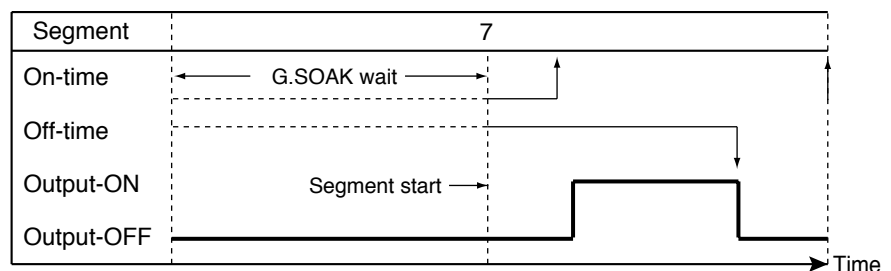 Segment 7
On-time G.SOAK wait
Off-time
Output-ON Segment start
Output-OFF
Time